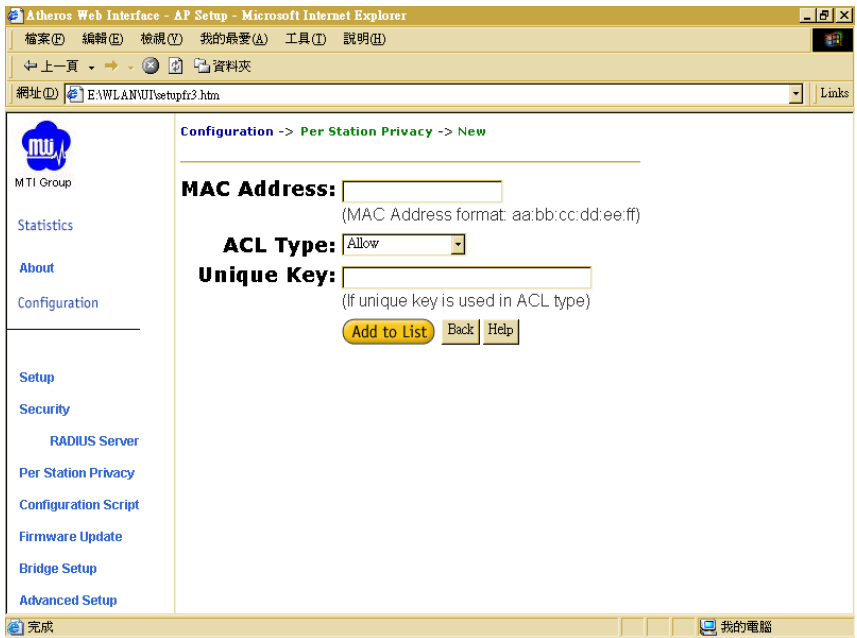 Atheros Web Interface - AP Setup - Microsoft Internet Explorer
檔案(F) 編輯(E) 檢視(V) 我的最愛(A) 工具(T) 說明(H)
上一頁 資料夾
網址(D) E:\WLAN\UI\setupfr3.htm Links
MTI Group
Statistics
About
Configuration
Setup
Security
RADIUS Server
Per Station Privacy
Configuration Script
Firmware Update
Bridge Setup
Advanced Setup
Configuration -> Per Station Privacy -> New
MAC Address:
(MAC Address format: aa:bb:cc:dd:ee:ff)
ACL Type: Allow
Unique Key:
(If unique key is used in ACL type)
Add to List Back Help
完成 我的電腦